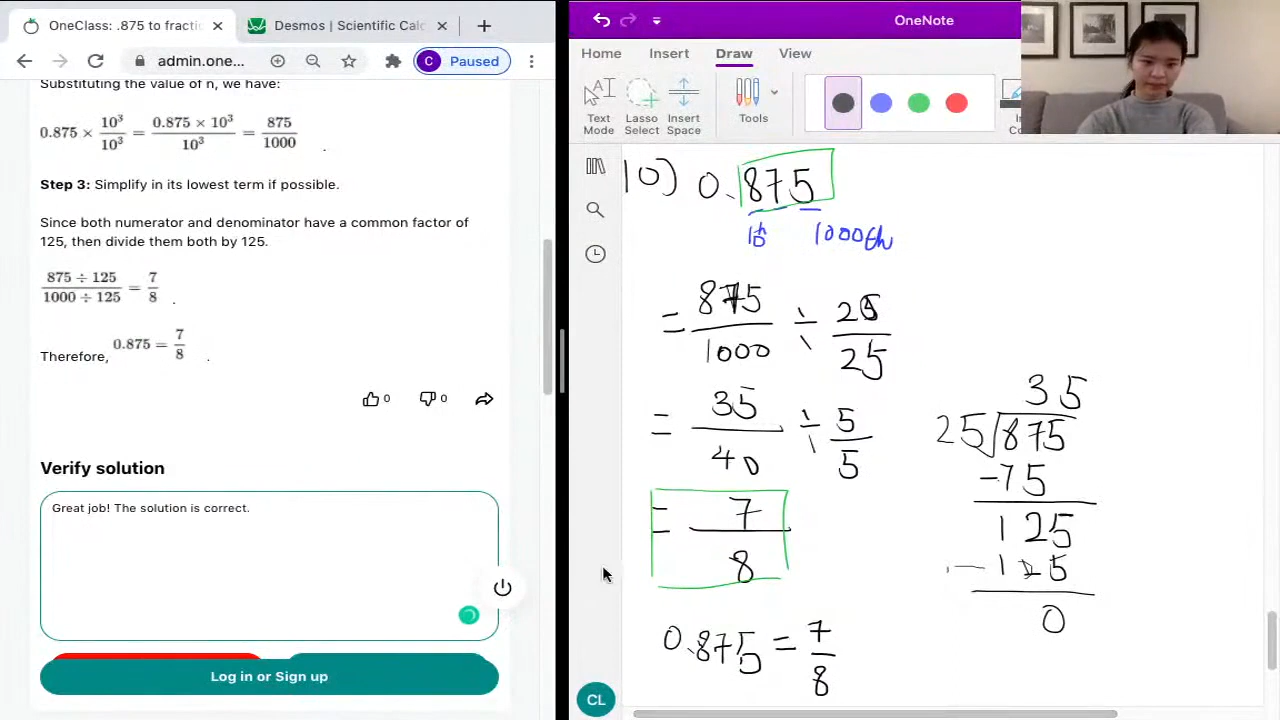 OneClass: .875 to fracti
Desmos | Scientific Calc
admin.one...
Paused
Substituting the value of n, we have:
0.875 × 10³/10³ = 0.875 × 10³/10³ = 875/1000 .
Step 3: Simplify in its lowest term if possible.
Since both numerator and denominator have a common factor of
125, then divide them both by 125.
875 ÷ 125/1000 ÷ 125 = 7/8 .
Therefore, 0.875 = 7/8 .
0 0
Verify solution
Great job! The solution is correct.
Log in or Sign up
OneNote
Home Insert Draw View
Text Mode
Lasso Select
Insert Space
Tools
10) 0.875
1000th
= 875/1000 ÷ 25/25
= 35/40 ÷ 5/5
= 7/8
0.875 = 7/8
35
25 875
-75
125
-125
0
CL